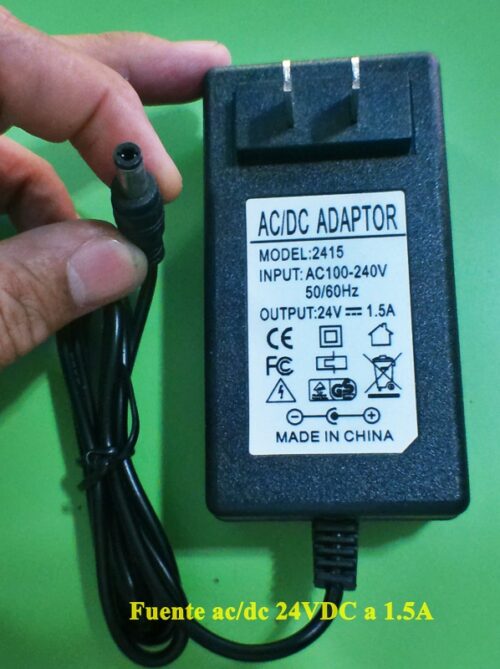 AC/DC ADAPTOR
MODEL:2415
INPUT:AC100-240V
50/60Hz
OUTPUT:24V⎓1.5A
CE
FC
GS
MADE IN CHINA
Fuente ac/dc 24VDC a 1.5A